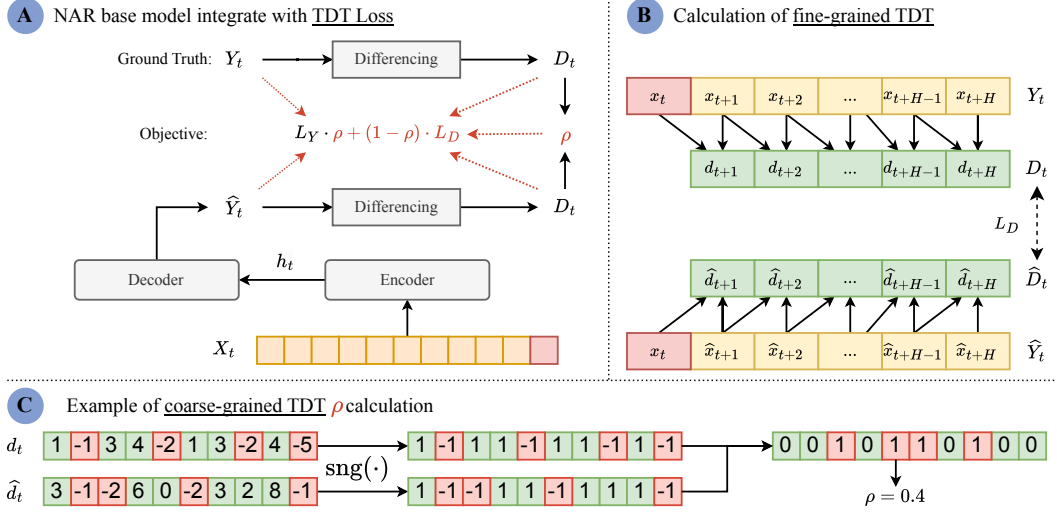 A NAR base model integrate with TDT Loss
Ground Truth: Y_t Differencing D_t
Objective: L_Y · ρ + (1 − ρ) · L_D ρ
Ŷ_t Differencing D_t
Decoder h_t Encoder
X_t
B Calculation of fine-grained TDT
x_t x_{t+1} x_{t+2} ... x_{t+H−1} x_{t+H} Y_t
d_{t+1} d_{t+2} ... d_{t+H−1} d_{t+H} D_t
L_D
d̂_{t+1} d̂_{t+2} ... d̂_{t+H−1} d̂_{t+H} D̂_t
x_t x̂_{t+1} x̂_{t+2} ... x̂_{t+H−1} x̂_{t+H} Ŷ_t
C Example of coarse-grained TDT ρ calculation
d_t 1 -1 3 4 -2 1 3 -2 4 -5 1 -1 1 1 -1 1 1 -1 1 -1 0 0 1 0 1 1 0 1 0 0
sng(·)
d̂_t 3 -1 -2 6 0 -2 3 2 8 -1 1 -1 -1 1 1 -1 1 1 1 -1
ρ = 0.4